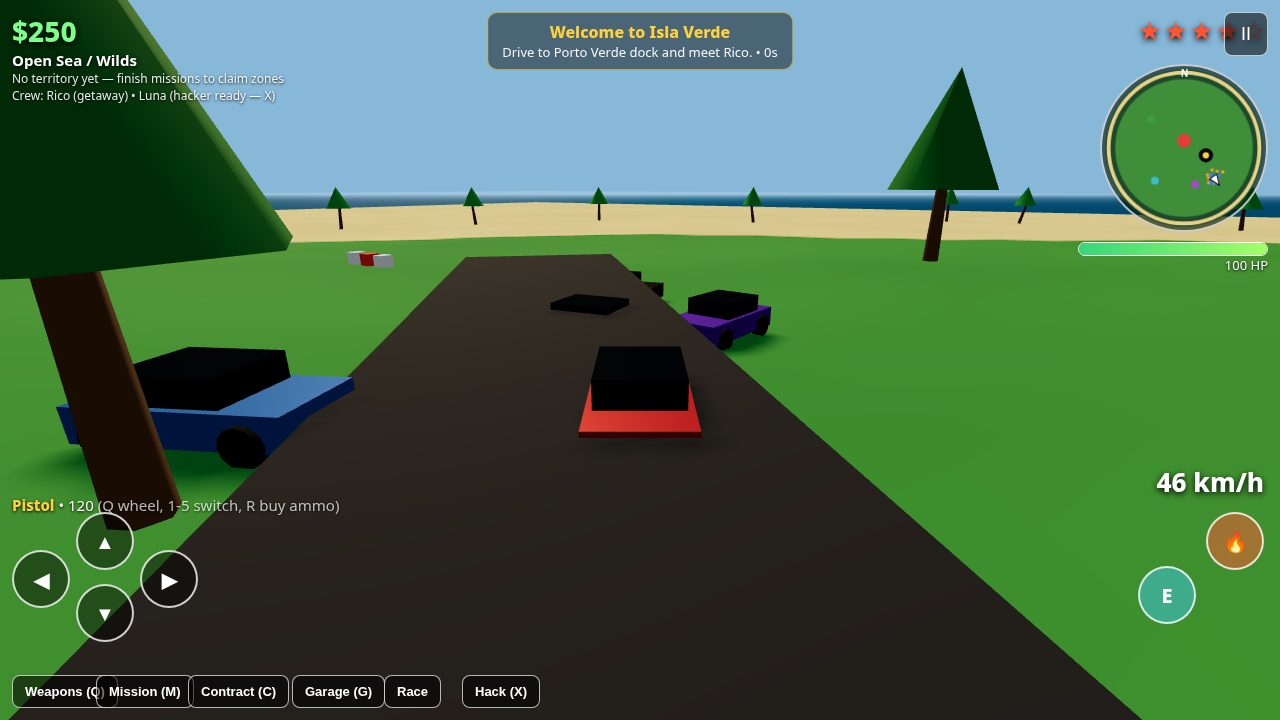 $250
Open Sea / Wilds
No territory yet — finish missions to claim zones
Crew: Rico (getaway) • Luna (hacker ready — X)
Welcome to Isla Verde
Drive to Porto Verde dock and meet Rico. • 0s
N
100 HP
46 km/h
Pistol • 120 (Q wheel, 1-5 switch, R buy ammo)
E
Weapons (Q)
Mission (M)
Contract (C)
Garage (G)
Race
Hack (X)